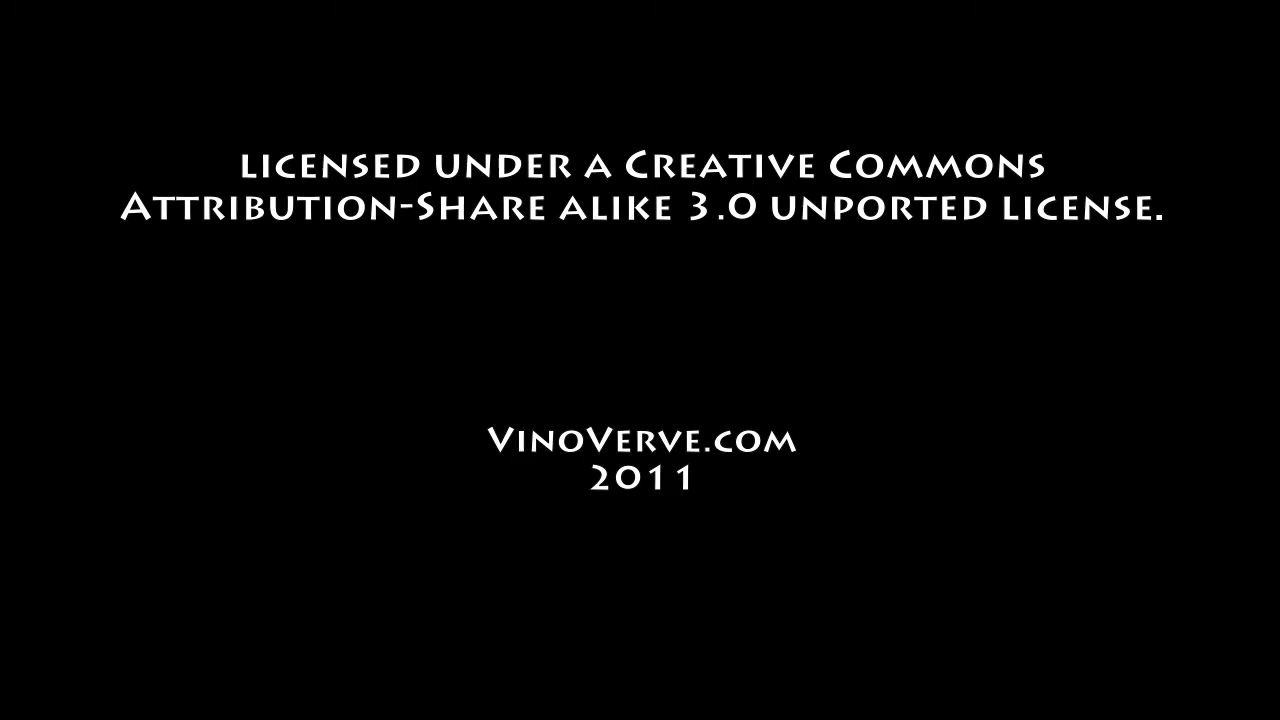 licensed under a Creative Commons
Attribution-Share alike 3.0 unported license.
VinoVerve.com
2011